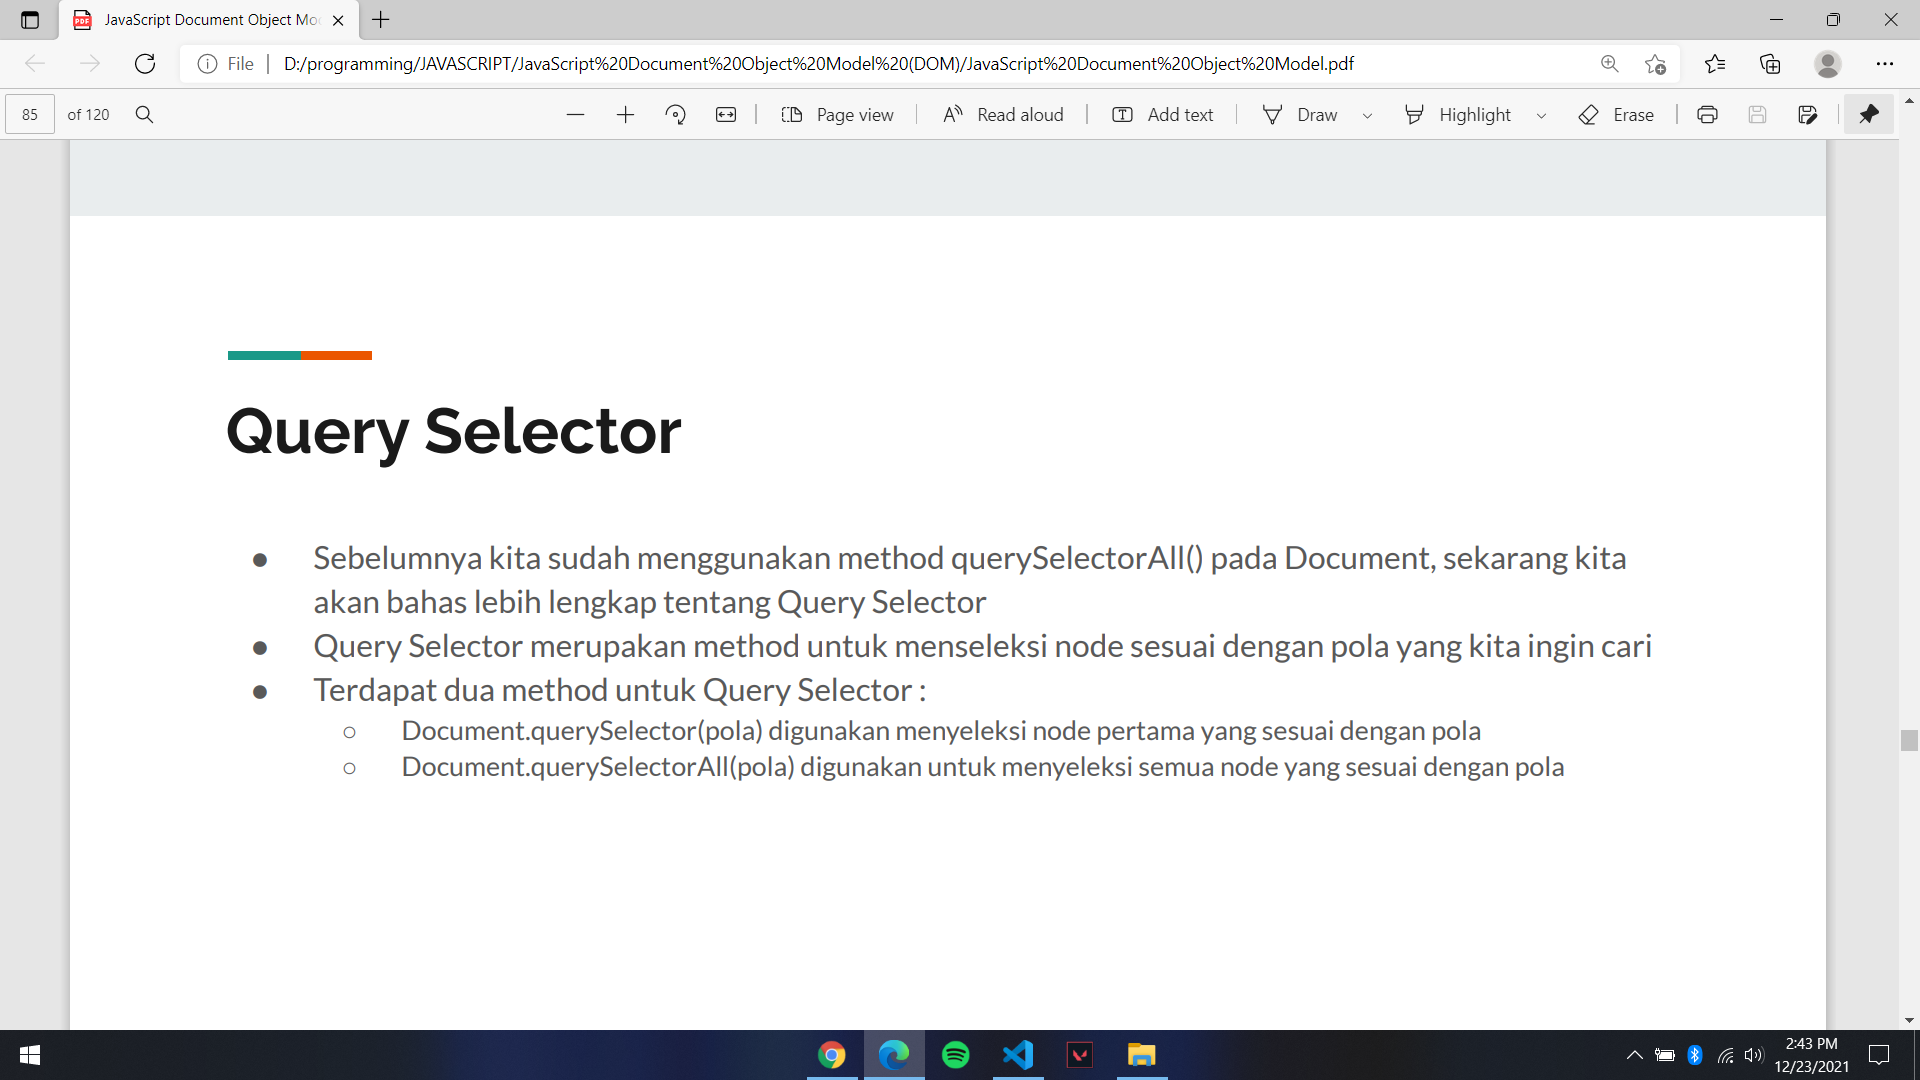 JavaScript Document Object Mo
File
D:/programming/JAVASCRIPT/JavaScript%20Document%20Object%20Model%20(DOM)/JavaScript%20Document%20Object%20Model.pdf
85 of 120
Page view
Read aloud
Add text
Draw
Highlight
Erase
Query Selector
● Sebelumnya kita sudah menggunakan method querySelectorAll() pada Document, sekarang kita
akan bahas lebih lengkap tentang Query Selector
● Query Selector merupakan method untuk menseleksi node sesuai dengan pola yang kita ingin cari
● Terdapat dua method untuk Query Selector :
○ Document.querySelector(pola) digunakan menyeleksi node pertama yang sesuai dengan pola
○ Document.querySelectorAll(pola) digunakan untuk menyeleksi semua node yang sesuai dengan pola
2:43 PM
12/23/2021